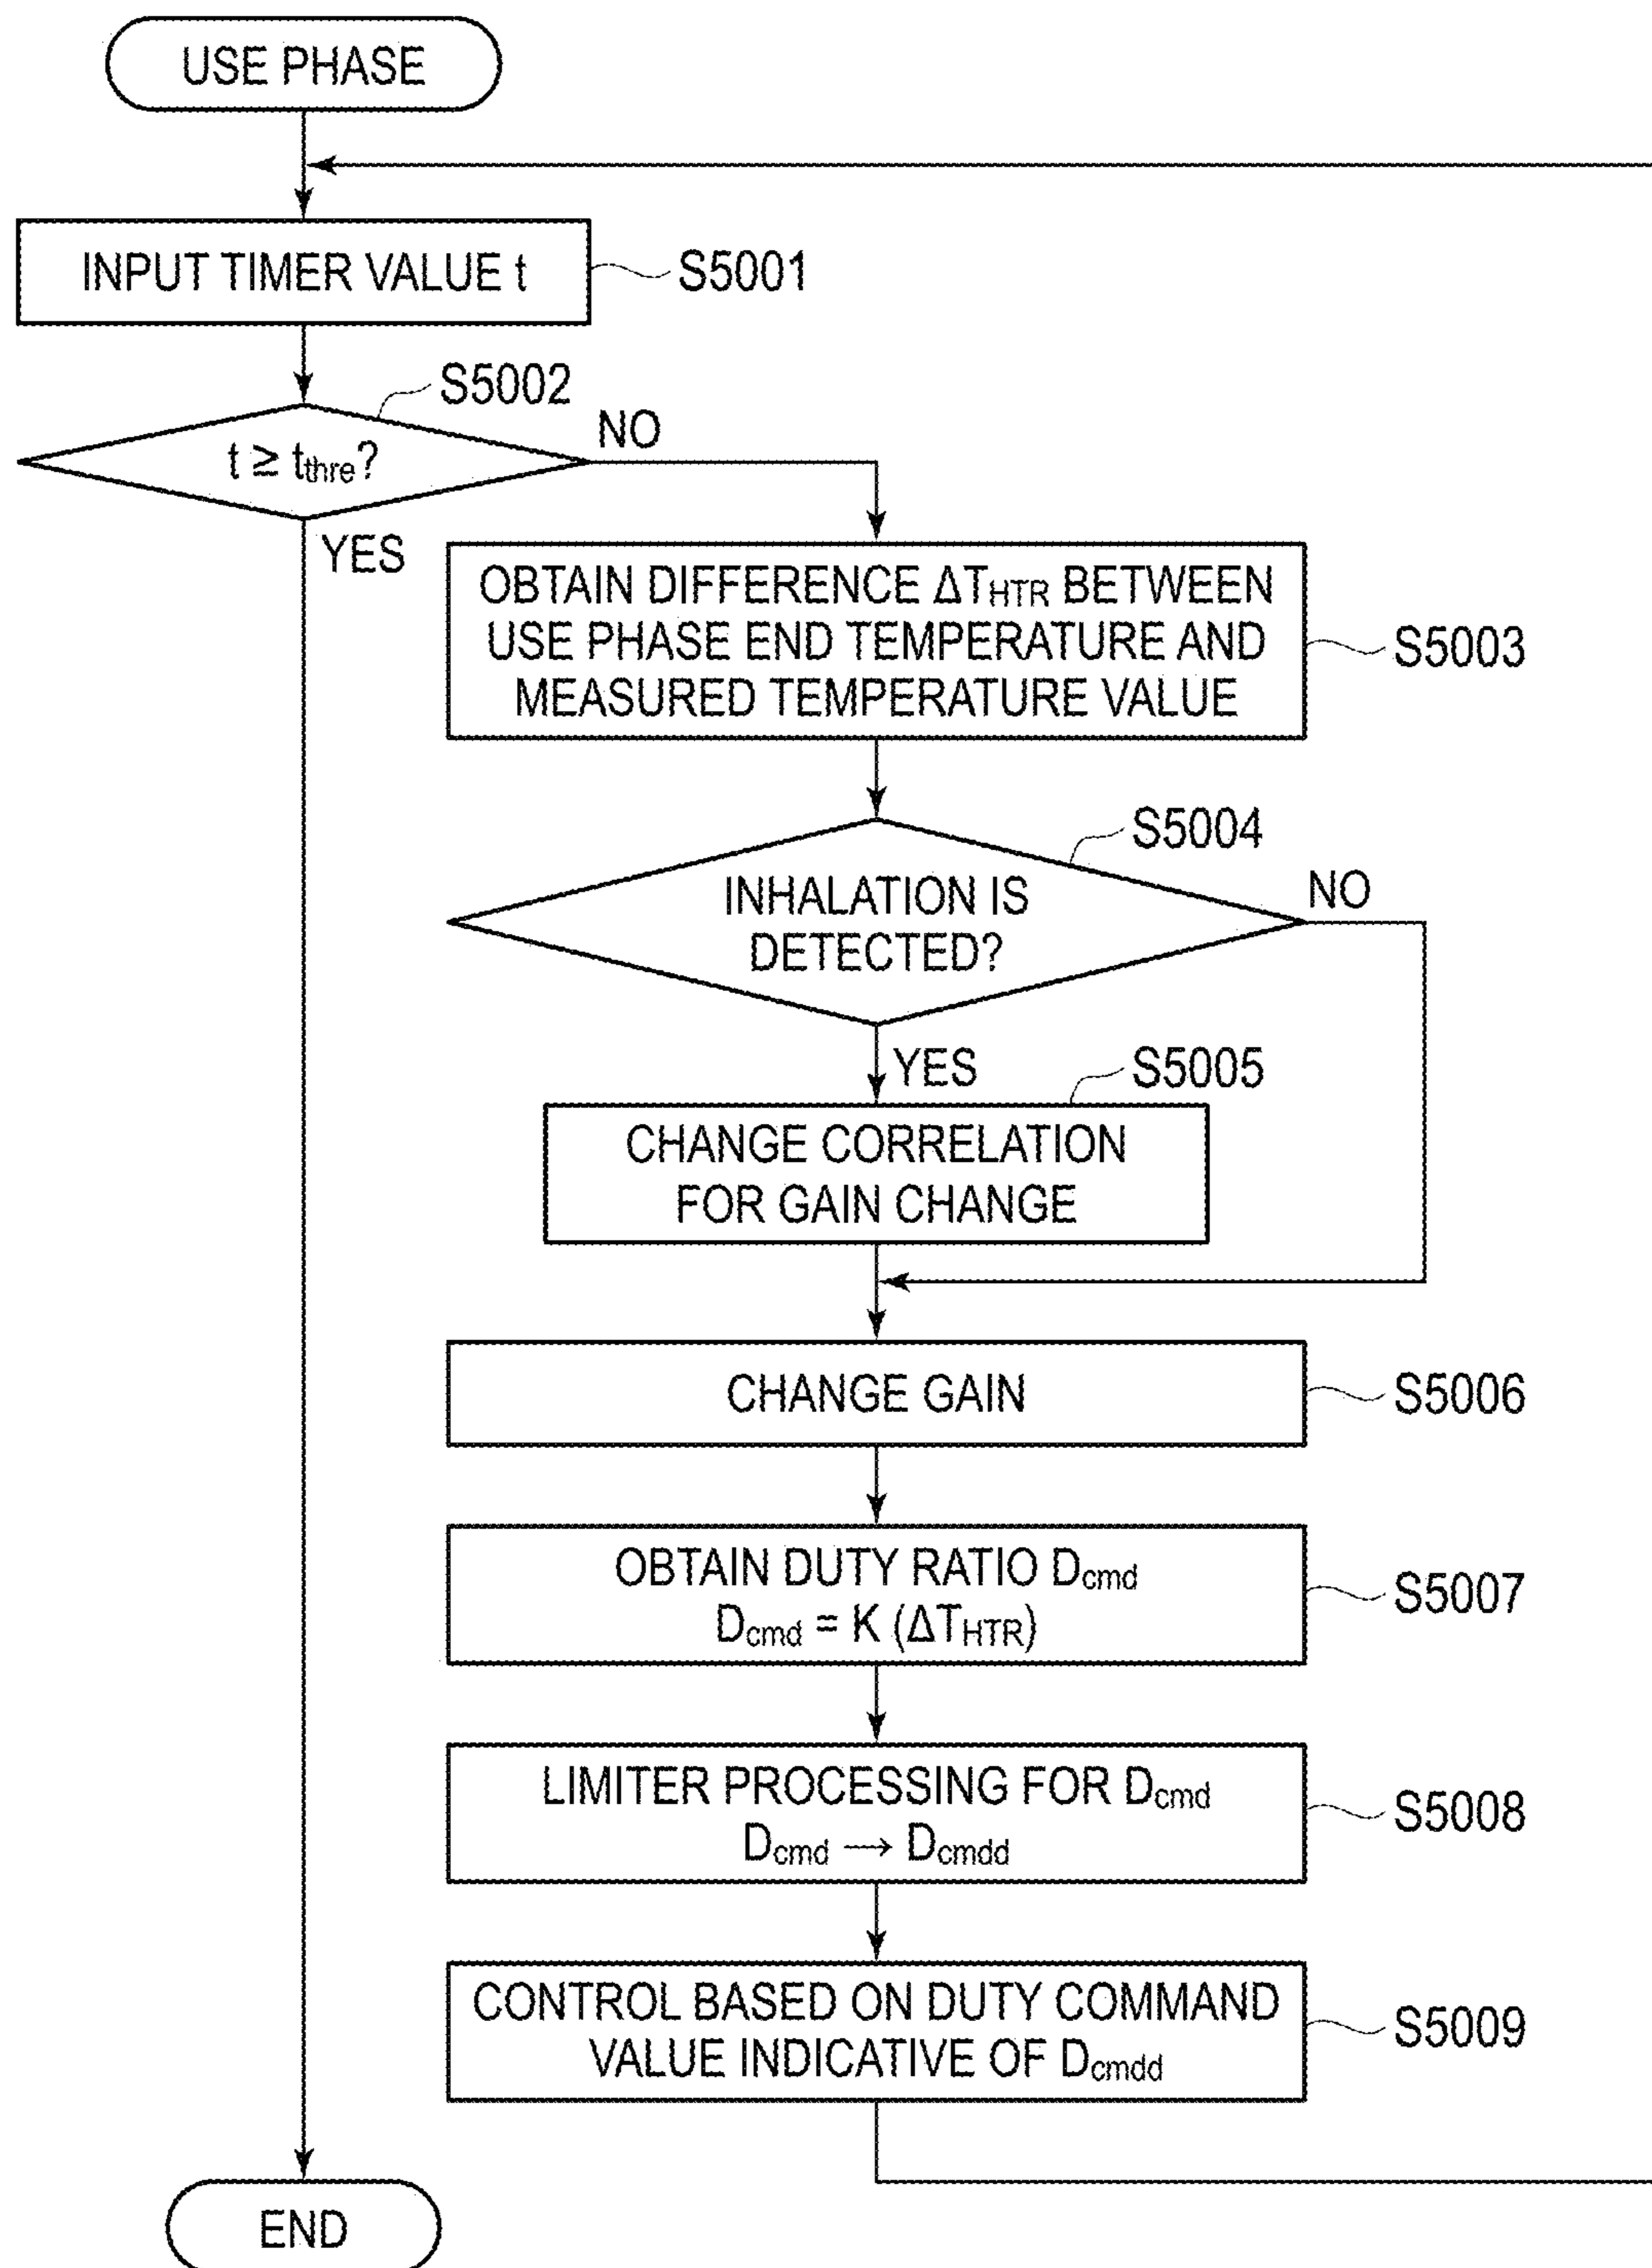 USE PHASE
INPUT TIMER VALUE t
S5001
S5002
t ≥ tthre?
NO
YES
OBTAIN DIFFERENCE ΔTHTR BETWEEN
USE PHASE END TEMPERATURE AND
MEASURED TEMPERATURE VALUE
S5003
S5004
INHALATION IS
DETECTED?
NO
YES
S5005
CHANGE CORRELATION
FOR GAIN CHANGE
CHANGE GAIN
S5006
OBTAIN DUTY RATIO Dcmd
Dcmd = K (ΔTHTR)
S5007
LIMITER PROCESSING FOR Dcmd
Dcmd → Dcmdd
S5008
CONTROL BASED ON DUTY COMMAND
VALUE INDICATIVE OF Dcmdd
S5009
END